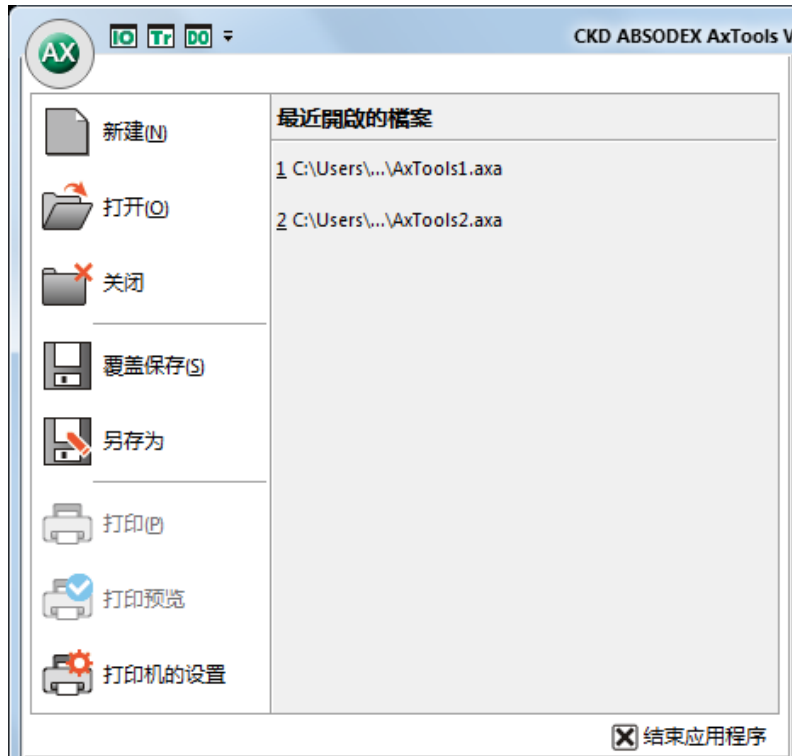 AX IO Tr DO CKD ABSODEX AxTools V
新建(N)
打开(O)
关闭
覆盖保存(S)
另存为
打印(P)
打印预览
打印机的设置
最近開啟的檔案
1 C:\Users\...\AxTools1.axa
2 C:\Users\...\AxTools2.axa
结束应用程序